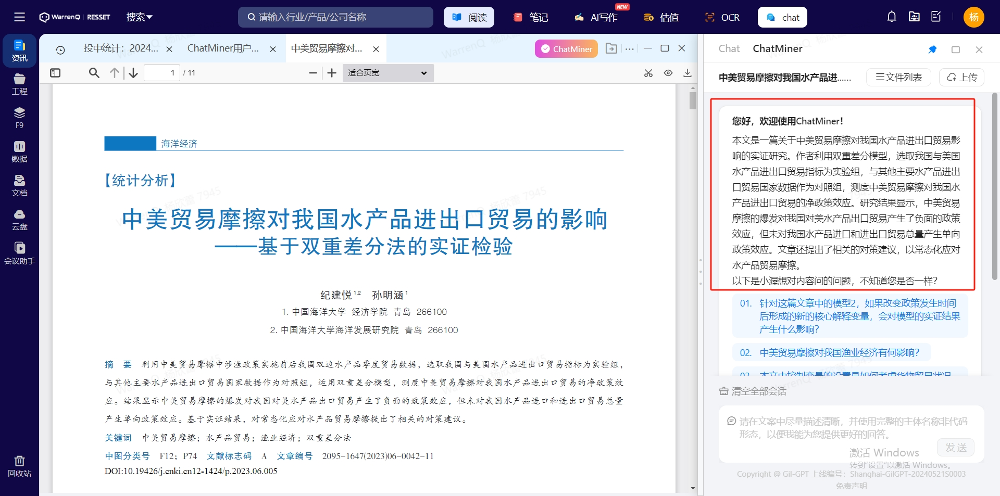 WarrenQ | RESSET
搜索
请输入行业/产品/公司名称
阅读
笔记
NEW
AI写作
估值
OCR
chat
杨
资讯
工程
F9
数据
文档
云盘
会议助手
回收站
投中统计：2024...
ChatMiner用户...
中美贸易摩擦对...
ChatMiner
1 / 11
适合页宽
海洋经济
【统计分析】
中美贸易摩擦对我国水产品进出口贸易的影响
——基于双重差分法的实证检验
纪建悦1,2 孙明涵1
1. 中国海洋大学 经济学院 青岛 266100
2. 中国海洋大学海洋发展研究院 青岛 266100
摘 要 利用中美贸易摩擦中涉渔政策实施前后我国双边水产品季度贸易数据，选取我国与美国水产品进出口贸易指标为实验组，
与其他主要水产品进出口贸易国家数据作为对照组，运用双重差分模型，测度中美贸易摩擦对我国水产品进出口贸易的净政策效
应。结果显示中美贸易摩擦的爆发对我国对美水产品出口贸易产生了负面的政策效应，但未对我国水产品进口和进出口贸易总量
产生单向政策效应。基于实证结果，对常态化应对水产品贸易摩擦提出了相关的对策建议。
关键词 中美贸易摩擦；水产品贸易；渔业经济；双重差分法
中图分类号 F12；P74 文献标志码 A 文章编号 2095-1647(2023)06-0042-11
DOI:10.19426/j.cnki.cn12-1424/p.2023.06.005
Chat
ChatMiner
中美贸易摩擦对我国水产品进......
文件列表
上传
您好，欢迎使用ChatMiner！
本文是一篇关于中美贸易摩擦对我国水产品进出口贸易影
响的实证研究。作者利用双重差分模型，选取我国与美国
水产品进出口贸易指标为实验组，与其他主要水产品进出
口贸易国家数据作为对照组，测度中美贸易摩擦对我国水
产品进出口贸易的净政策效应。研究结果显示，中美贸易
摩擦的爆发对我国对美水产品出口贸易产生了负面的政策
效应，但未对我国水产品进口和进出口贸易总量产生单向
政策效应。文章还提出了相关的对策建议，以常态化应对
水产品贸易摩擦。
以下是小渥想对内容问的问题，不知道您是否一样？
01. 针对这篇文章中的模型2，如果改变政策发生时间
后形成的新的核心解释变量，会对模型的实证结果
产生什么影响？
02. 中美贸易摩擦对我国渔业经济有何影响？
03. 本文中控制变量的设置是如何考虑货物贸易状况
清空全部会话
请在文案中尽量描述清晰，并使用完整的主体名称非代码
形态，以便我能为您提供更好的回答。
发 送
激活 Windows
转到“设置”以激活 Windows。
Copyright @ Gil-GPT 上线编号：Shanghai-GilGPT-20240521S0003
免责声明
WarrenQ 杨欣蕾 7945